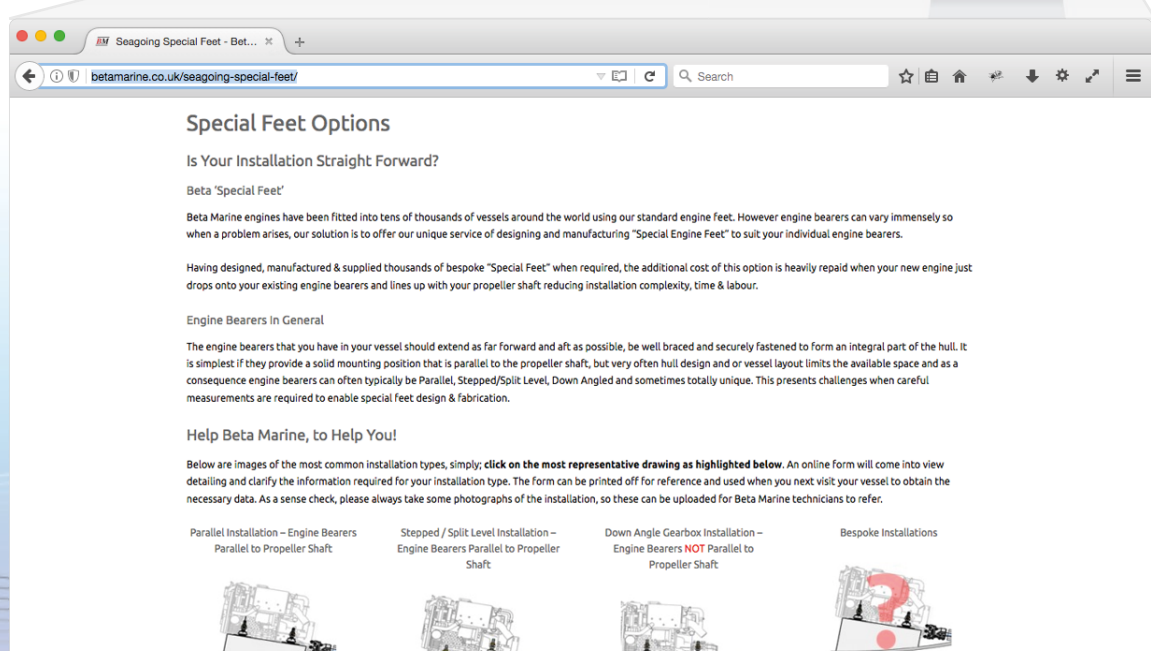 Seagoing Special Feet - Bet...
betamarine.co.uk/seagoing-special-feet/
Search
Special Feet Options
Is Your Installation Straight Forward?
Beta 'Special Feet'
Beta Marine engines have been fitted into tens of thousands of vessels around the world using our standard engine feet. However engine bearers can vary immensely so
when a problem arises, our solution is to offer our unique service of designing and manufacturing "Special Engine Feet" to suit your individual engine bearers.
Having designed, manufactured & supplied thousands of bespoke "Special Feet" when required, the additional cost of this option is heavily repaid when your new engine just
drops onto your existing engine bearers and lines up with your propeller shaft reducing installation complexity, time & labour.
Engine Bearers In General
The engine bearers that you have in your vessel should extend as far forward and aft as possible, be well braced and securely fastened to form an integral part of the hull. It
is simplest if they provide a solid mounting position that is parallel to the propeller shaft, but very often hull design and or vessel layout limits the available space and as a
consequence engine bearers can often typically be Parallel, Stepped/Split Level, Down Angled and sometimes totally unique. This presents challenges when careful
measurements are required to enable special feet design & fabrication.
Help Beta Marine, to Help You!
Below are images of the most common installation types, simply; click on the most representative drawing as highlighted below. An online form will come into view
detailing and clarify the information required for your installation type. The form can be printed off for reference and used when you next visit your vessel to obtain the
necessary data. As a sense check, please always take some photographs of the installation, so these can be uploaded for Beta Marine technicians to refer.
Parallel Installation – Engine Bearers
Parallel to Propeller Shaft
Stepped / Split Level Installation –
Engine Bearers Parallel to Propeller
Shaft
Down Angle Gearbox Installation –
Engine Bearers NOT Parallel to
Propeller Shaft
Bespoke Installations
?